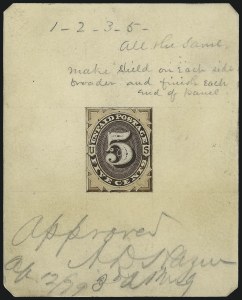 1 - 2 - 3 - 5 -
All the same,
make Shield on Each side
broader and finish each
end of panel.
UNPAID POSTAGE
U S
5
FIVE CENTS
Approved